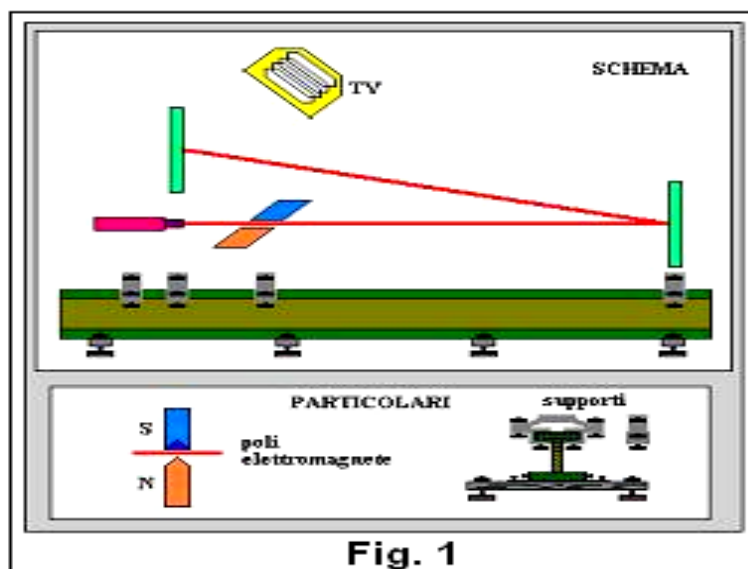 SCHEMA
TV
PARTICOLARI
supporti
S
poli
elettromagnete
N
Fig. 1